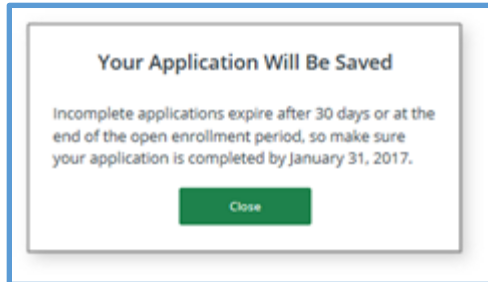 Your Application Will Be Saved
Incomplete applications expire after 30 days or at the
end of the open enrollment period, so make sure
your application is completed by January 31, 2017.
Close